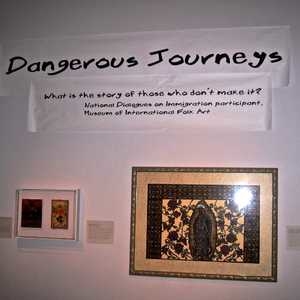 Dangerous Journeys
What is the story of those who don't make it?
National Dialogues on Immigration participant,
Museum of International Folk Art